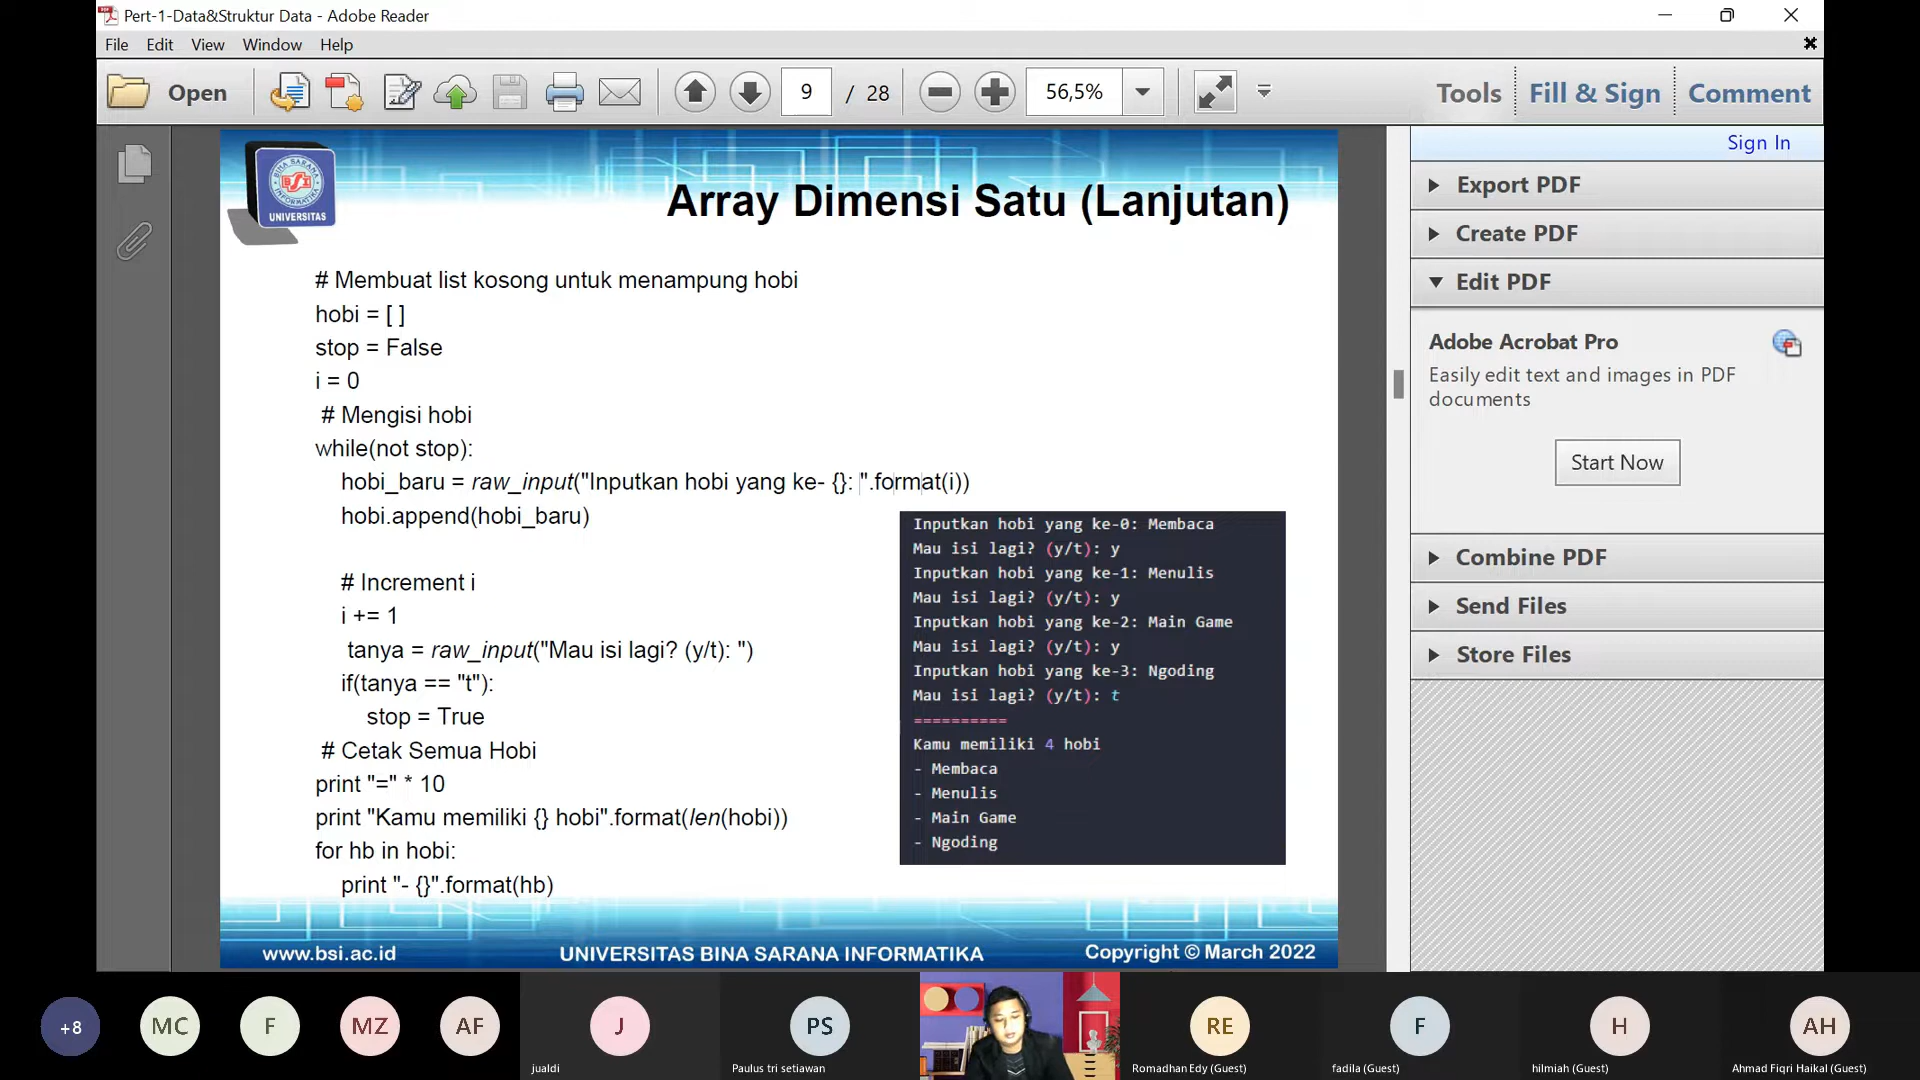 Pert-1-Data&Struktur Data - Adobe Reader
File Edit View Window Help
Open 9 / 28 56,5% Tools Fill & Sign Comment
Sign In
Export PDF
Create PDF
Edit PDF
Adobe Acrobat Pro
Easily edit text and images in PDF
documents
Start Now
Combine PDF
Send Files
Store Files
BSI
UNIVERSITAS
Array Dimensi Satu (Lanjutan)
# Membuat list kosong untuk menampung hobi
hobi = [ ]
stop = False
i = 0
# Mengisi hobi
while(not stop):
hobi_baru = raw_input("Inputkan hobi yang ke- {}: ".format(i))
hobi.append(hobi_baru)
# Increment i
i += 1
tanya = raw_input("Mau isi lagi? (y/t): ")
if(tanya == "t"):
stop = True
# Cetak Semua Hobi
print "=" * 10
print "Kamu memiliki {} hobi".format(len(hobi))
for hb in hobi:
print "- {}".format(hb)
Inputkan hobi yang ke-0: Membaca
Mau isi lagi? (y/t): y
Inputkan hobi yang ke-1: Menulis
Mau isi lagi? (y/t): y
Inputkan hobi yang ke-2: Main Game
Mau isi lagi? (y/t): y
Inputkan hobi yang ke-3: Ngoding
Mau isi lagi? (y/t): t
==========
Kamu memiliki 4 hobi
- Membaca
- Menulis
- Main Game
- Ngoding
www.bsi.ac.id UNIVERSITAS BINA SARANA INFORMATIKA Copyright © March 2022
+8 MC F MZ AF J PS RE F H AH
jualdi Paulus tri setiawan Romadhan Edy (Guest) fadila (Guest) hilmiah (Guest) Ahmad Fiqri Haikal (Guest)